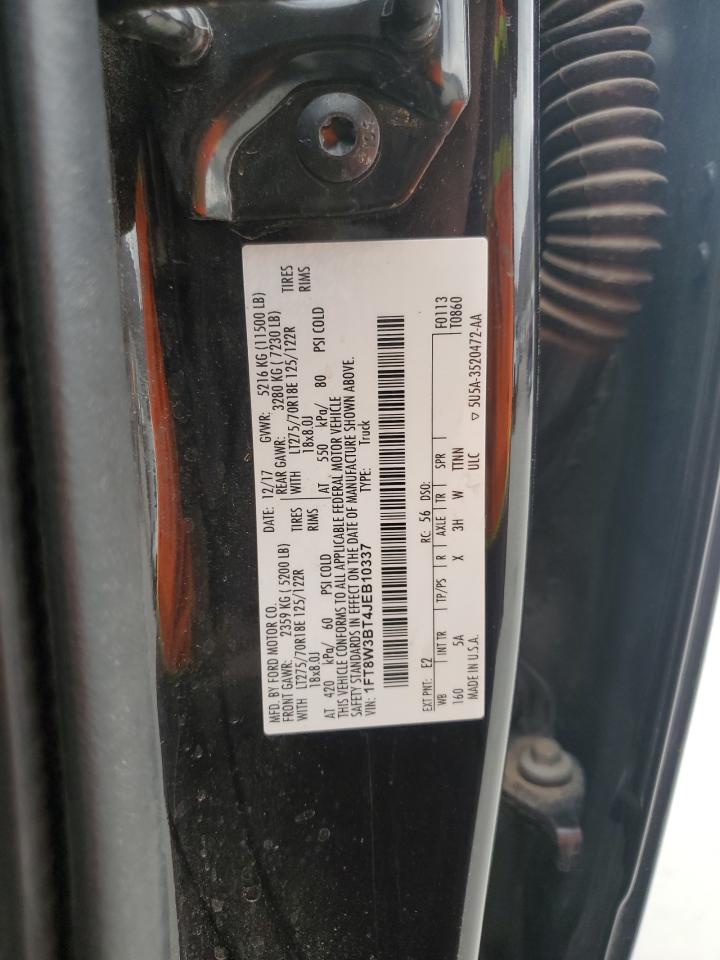 MFD. BY FORD MOTOR CO.
DATE: 12/17 GVWR: 5216 KG (11500 LB)
FRONT GAWR: 2359 KG ( 5200 LB) REAR GAWR: 3280 KG ( 7230 LB)
WITH LT275/70R18E 125/122R TIRES WITH LT275/70R18E 125/122R TIRES
18x8.0J RIMS 18x8.0J RIMS
AT 420 kPa/ 60 PSI COLD AT 550 kPa/ 80 PSI COLD
THIS VEHICLE CONFORMS TO ALL APPLICABLE FEDERAL MOTOR VEHICLE
SAFETY STANDARDS IN EFFECT ON THE DATE OF MANUFACTURE SHOWN ABOVE.
VIN: 1FT8W3BT4JEB10337 TYPE: Truck
EXT PNT: E2 RC: 56 DSO: F0113
WB INT TR TP/PS R AXLE TR SPR T0860
160 5A X 3H W TTNN
MADE IN U.S.A. ULC
5U5A-3520472-AA